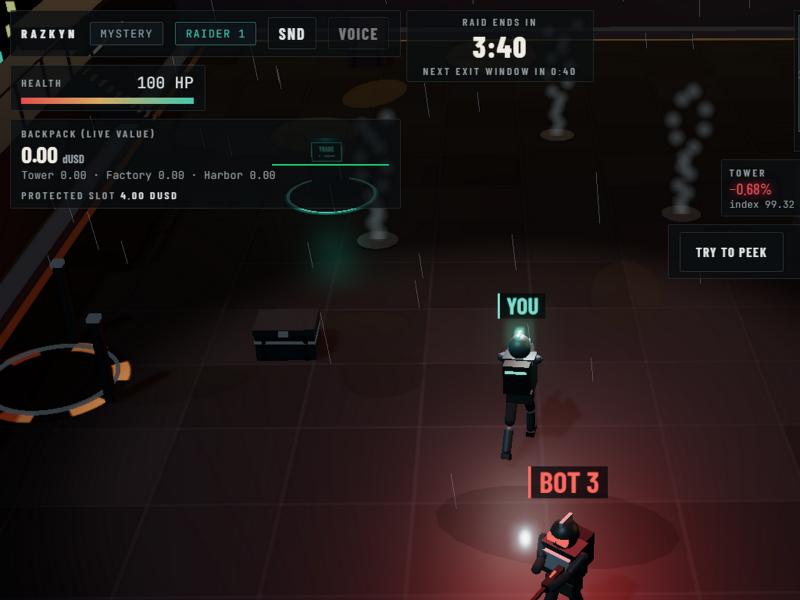 RAZKYN MYSTERY RAIDER 1 SND VOICE
RAID ENDS IN
3:40
NEXT EXIT WINDOW IN 0:40
HEALTH 100 HP
BACKPACK (LIVE VALUE)
0.00 dUSD
Tower 0.00 · Factory 0.00 · Harbor 0.00
PROTECTED SLOT 4.00 DUSD
TRADE
TOWER
−0.68%
index 99.32
TRY TO PEEK
YOU
BOT 3